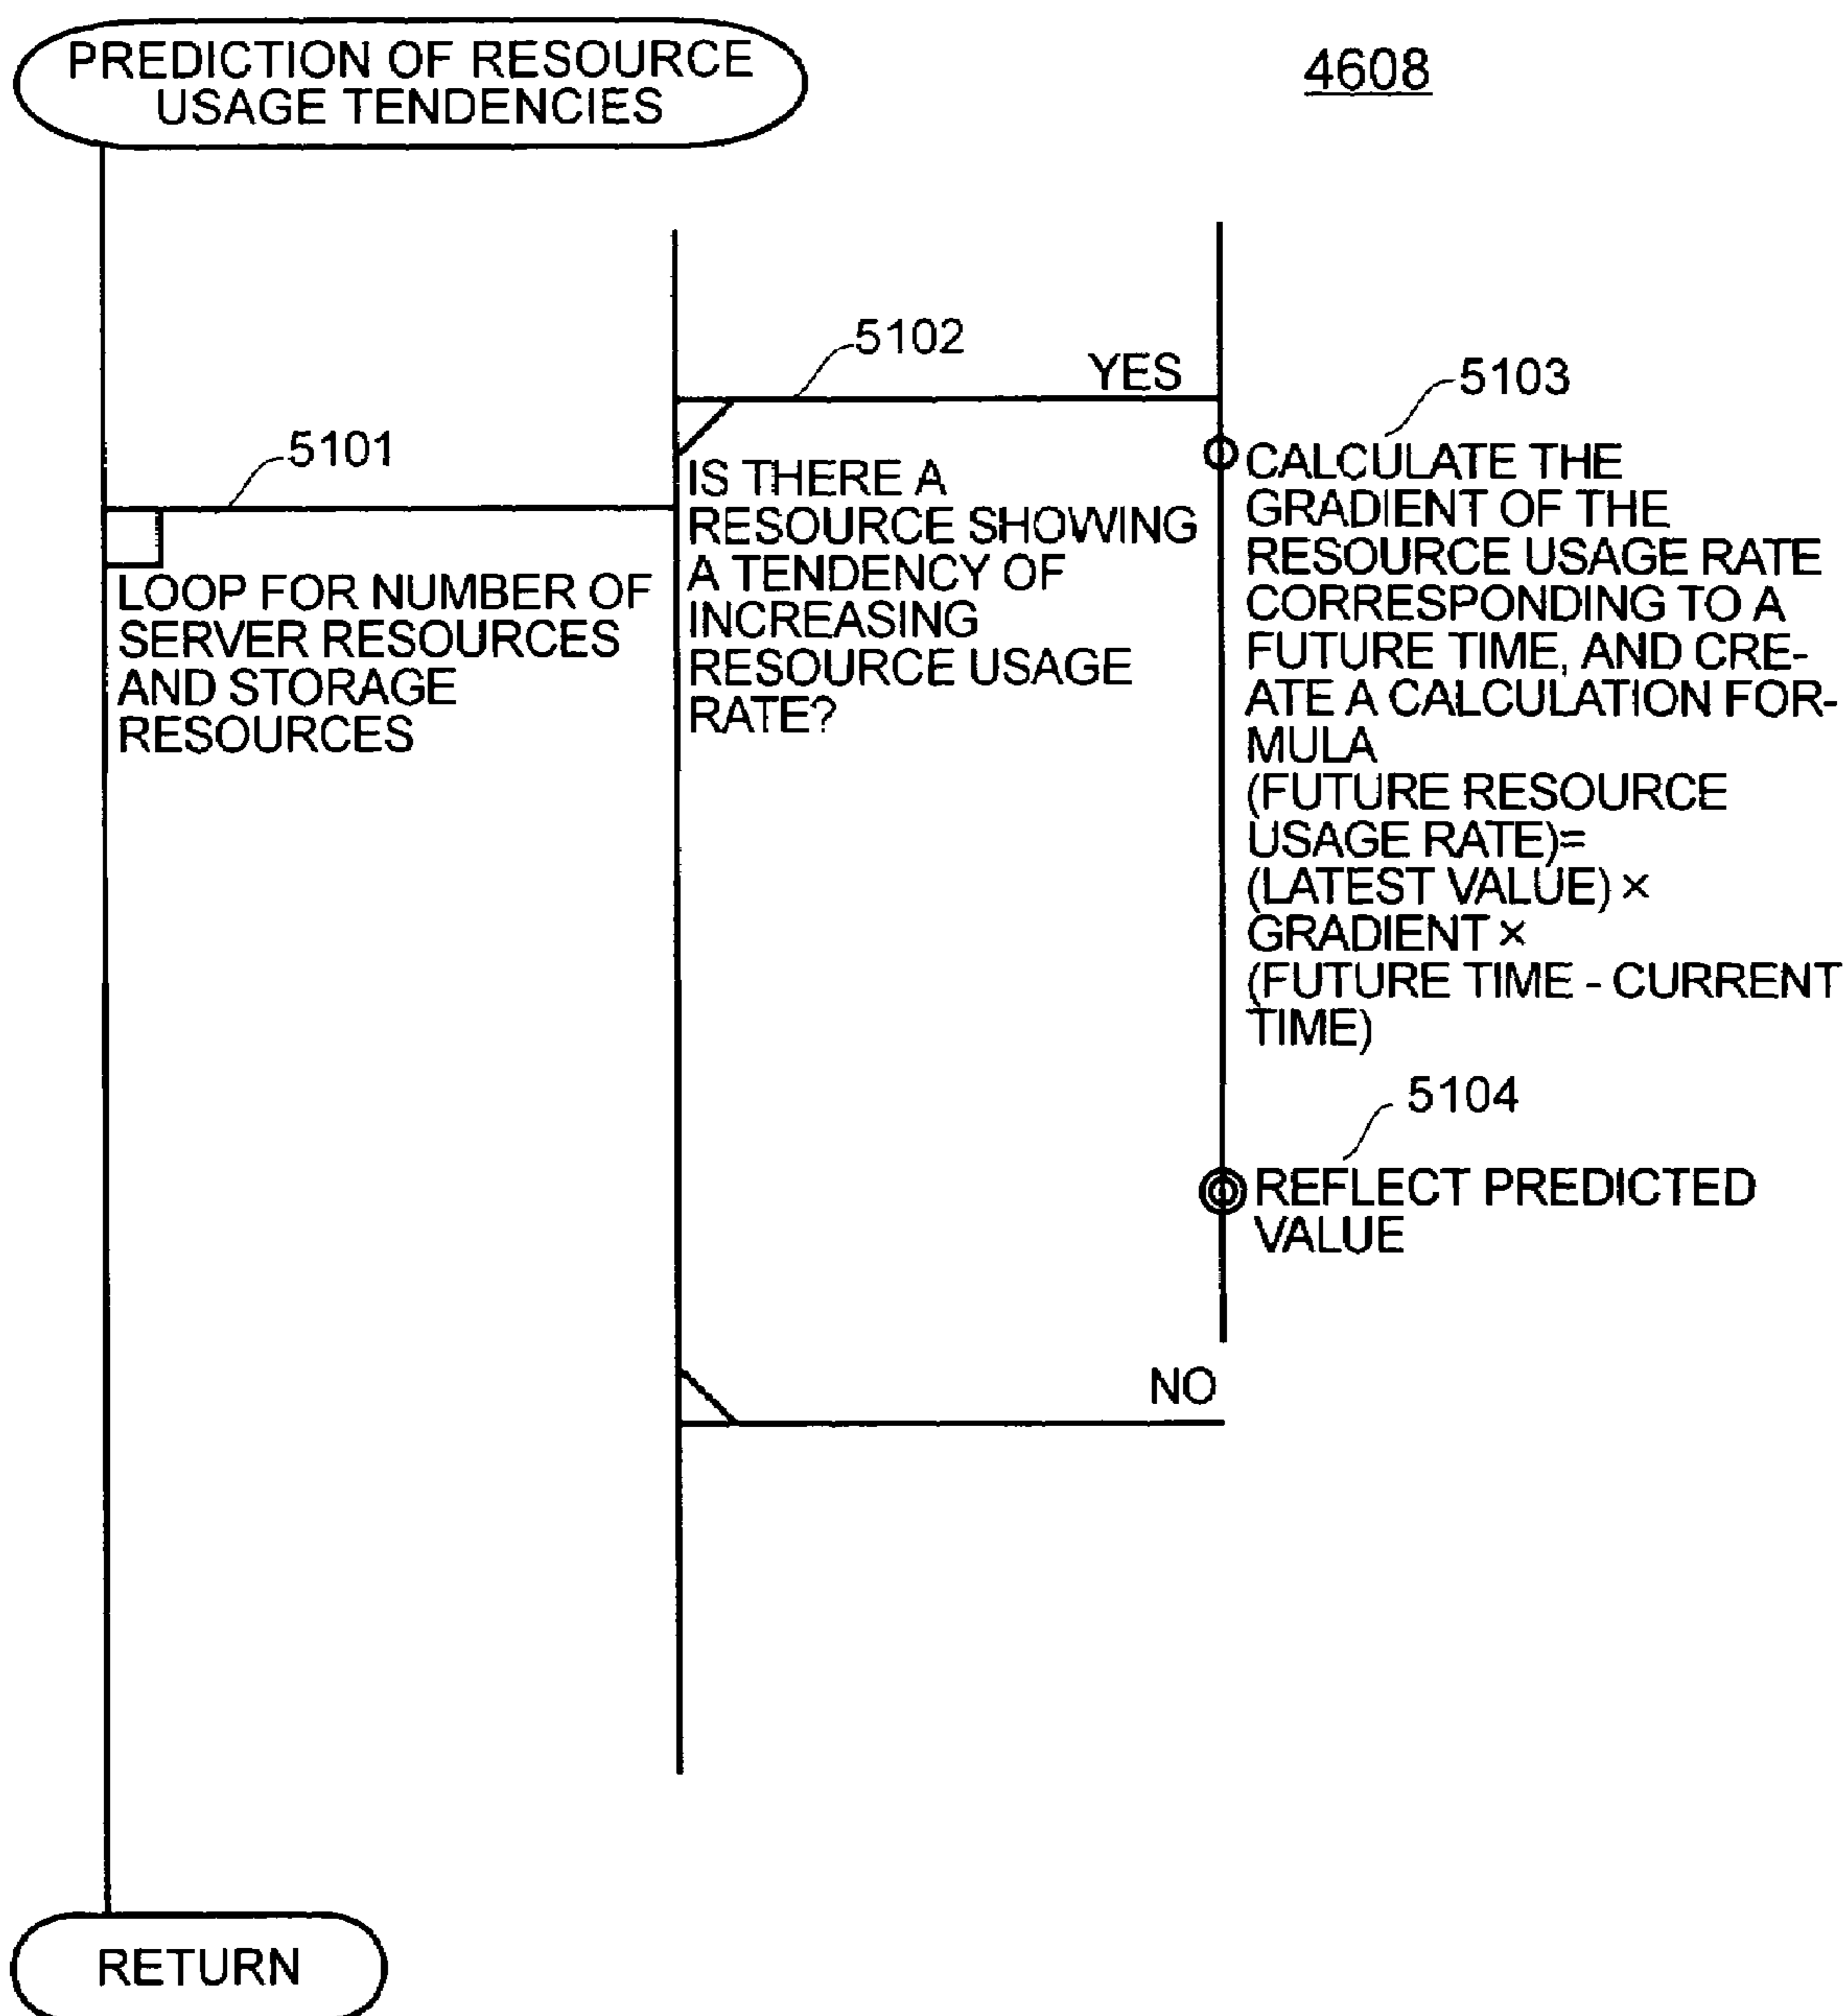 PREDICTION OF RESOURCE
USAGE TENDENCIES
4608
5101
LOOP FOR NUMBER OF
SERVER RESOURCES
AND STORAGE
RESOURCES
5102
YES
IS THERE A
RESOURCE SHOWING
A TENDENCY OF
INCREASING
RESOURCE USAGE
RATE?
5103
CALCULATE THE
GRADIENT OF THE
RESOURCE USAGE RATE
CORRESPONDING TO A
FUTURE TIME, AND CRE-
ATE A CALCULATION FOR-
MULA
(FUTURE RESOURCE
USAGE RATE)=
(LATEST VALUE) ×
GRADIENT ×
(FUTURE TIME - CURRENT
TIME)
5104
REFLECT PREDICTED
VALUE
NO
RETURN